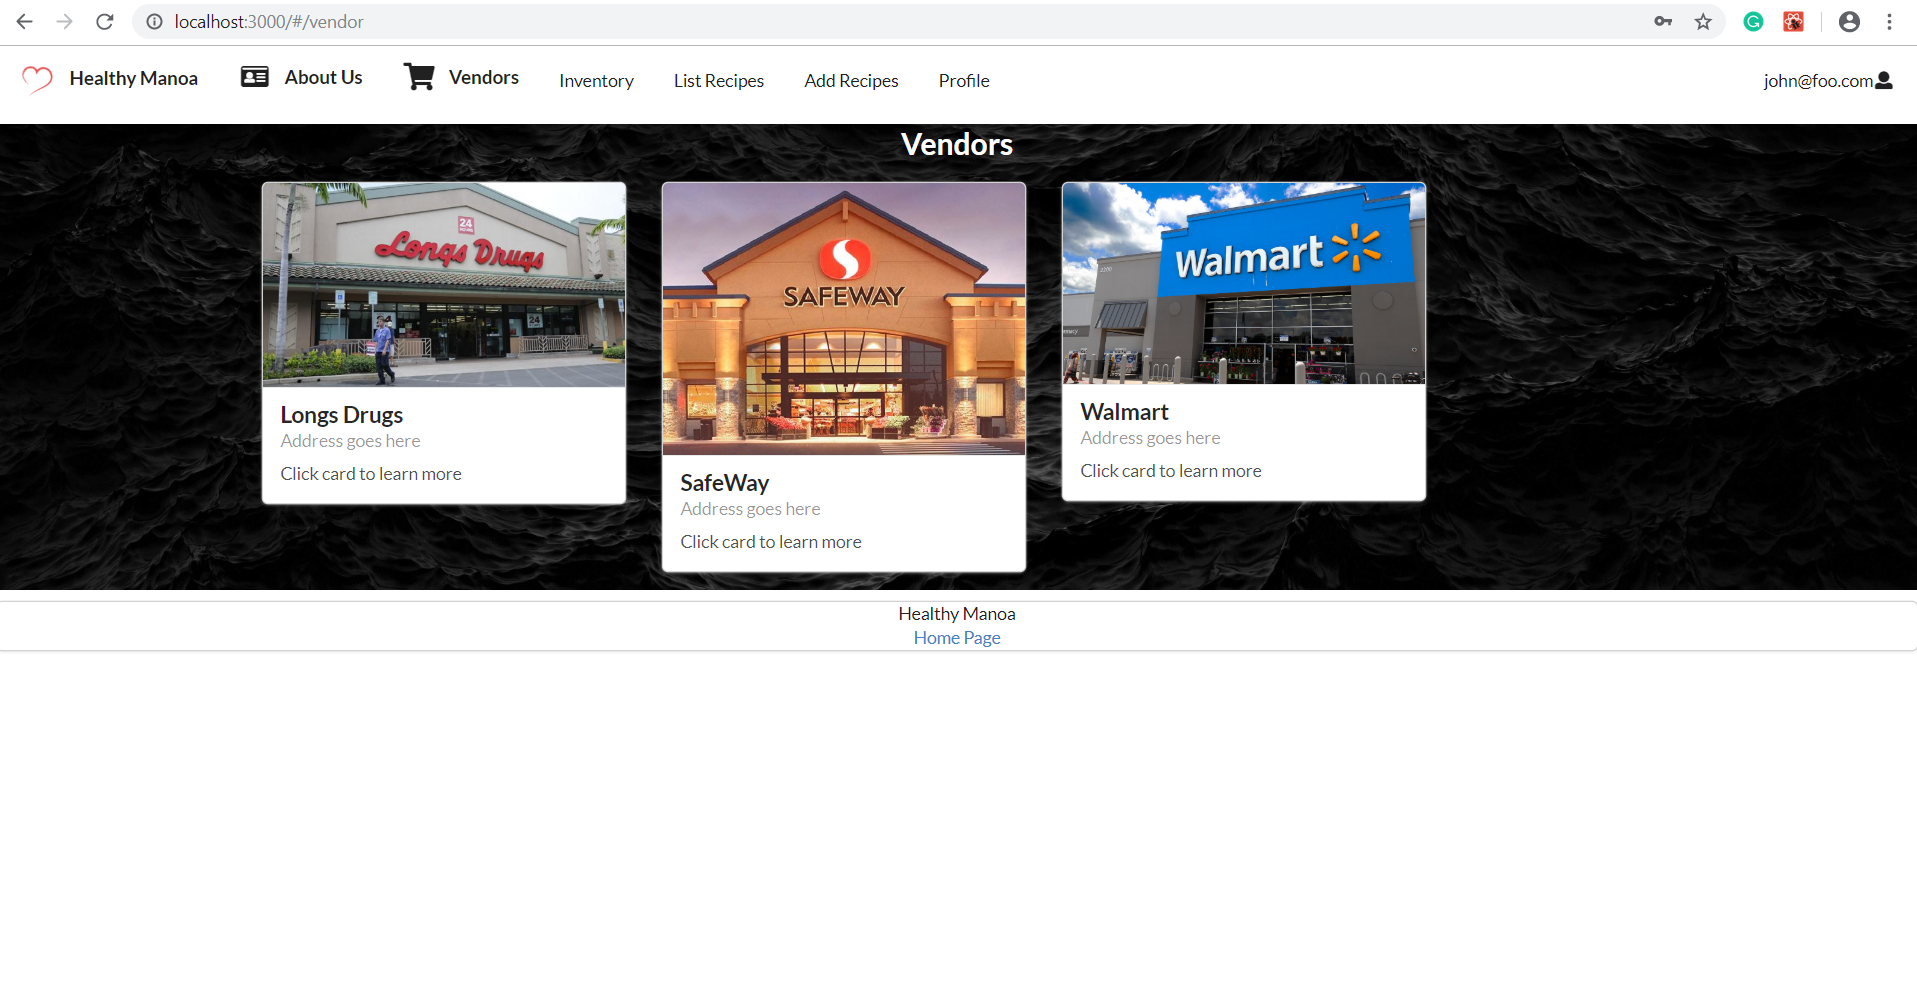 localhost:3000/#/vendor
Healthy Manoa About Us Vendors Inventory List Recipes Add Recipes Profile john@foo.com
Vendors
24
Longs Drugs
24
24
Longs Drugs
Address goes here
Click card to learn more
SAFEWAY
SafeWay
Address goes here
Click card to learn more
Walmart
Walmart
Address goes here
Click card to learn more
Healthy Manoa
Home Page